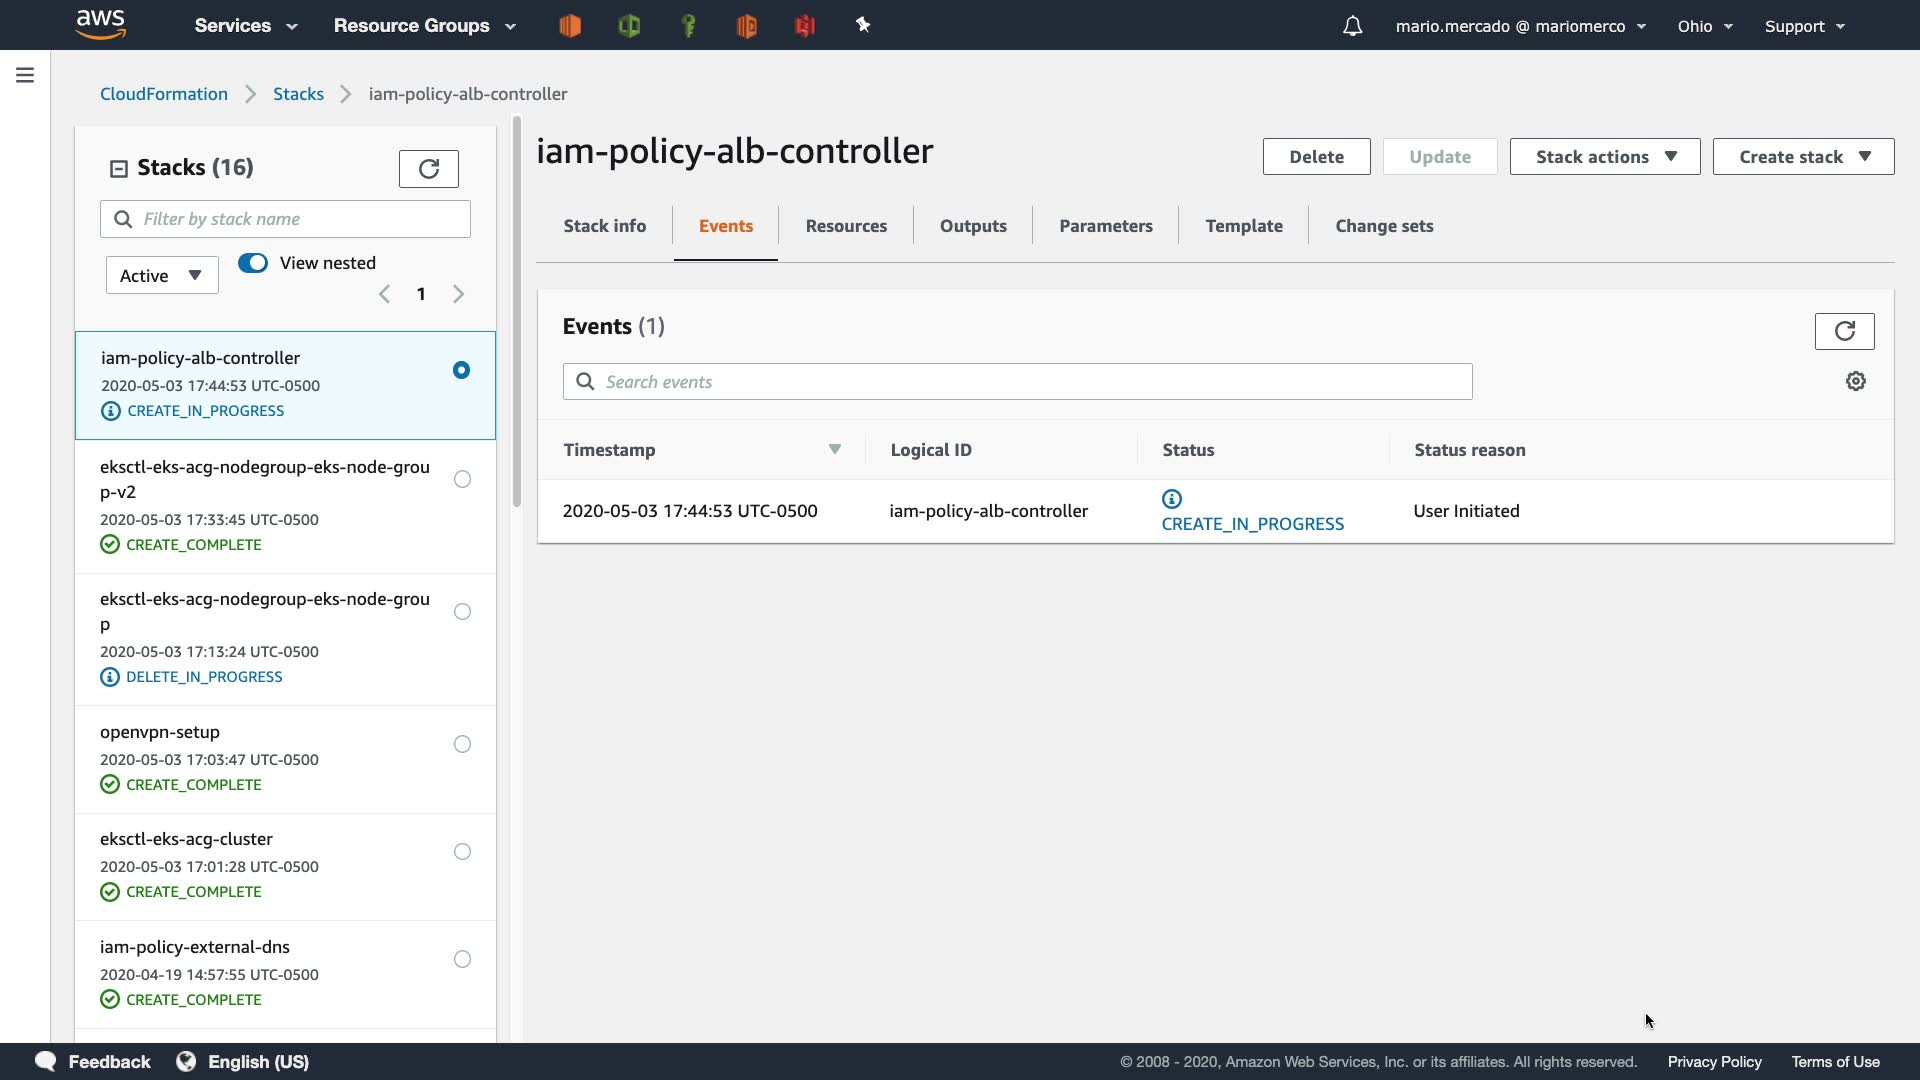 aws Services Resource Groups mario.mercado @ mariomerco Ohio Support
CloudFormation Stacks iam-policy-alb-controller
Stacks (16)
Filter by stack name
Active View nested
1
iam-policy-alb-controller
2020-05-03 17:44:53 UTC-0500
CREATE_IN_PROGRESS
eksctl-eks-acg-nodegroup-eks-node-grou
p-v2
2020-05-03 17:33:45 UTC-0500
CREATE_COMPLETE
eksctl-eks-acg-nodegroup-eks-node-grou
p
2020-05-03 17:13:24 UTC-0500
DELETE_IN_PROGRESS
openvpn-setup
2020-05-03 17:03:47 UTC-0500
CREATE_COMPLETE
eksctl-eks-acg-cluster
2020-05-03 17:01:28 UTC-0500
CREATE_COMPLETE
iam-policy-external-dns
2020-04-19 14:57:55 UTC-0500
CREATE_COMPLETE
iam-policy-alb-controller
Delete Update Stack actions Create stack
Stack info Events Resources Outputs Parameters Template Change sets
Events (1)
Search events
Timestamp Logical ID Status Status reason
2020-05-03 17:44:53 UTC-0500 iam-policy-alb-controller CREATE_IN_PROGRESS User Initiated
Feedback English (US) © 2008 - 2020, Amazon Web Services, Inc. or its affiliates. All rights reserved. Privacy Policy Terms of Use